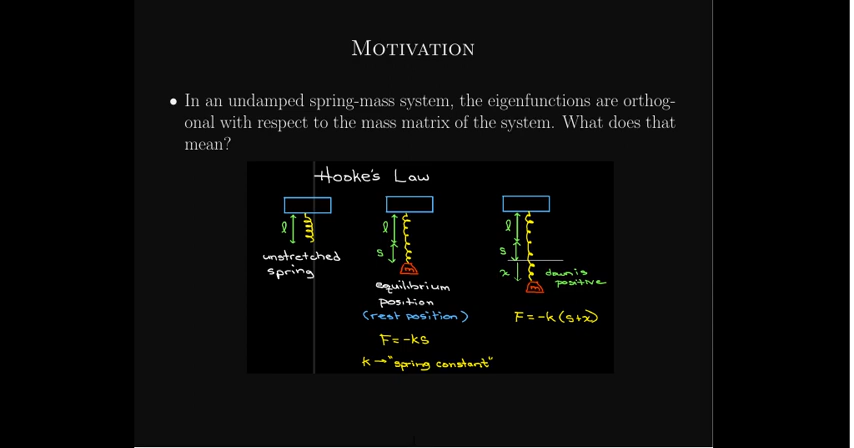 MOTIVATION
• In an undamped spring-mass system, the eigenfunctions are orthog-
onal with respect to the mass matrix of the system. What does that
mean?
Hooke's Law
l
unstretched
spring
l
s
m
equilibrium
position
(rest position)
F = -ks
k → "spring constant"
l
s
x
down is
positive
m
F = -k(s+x)